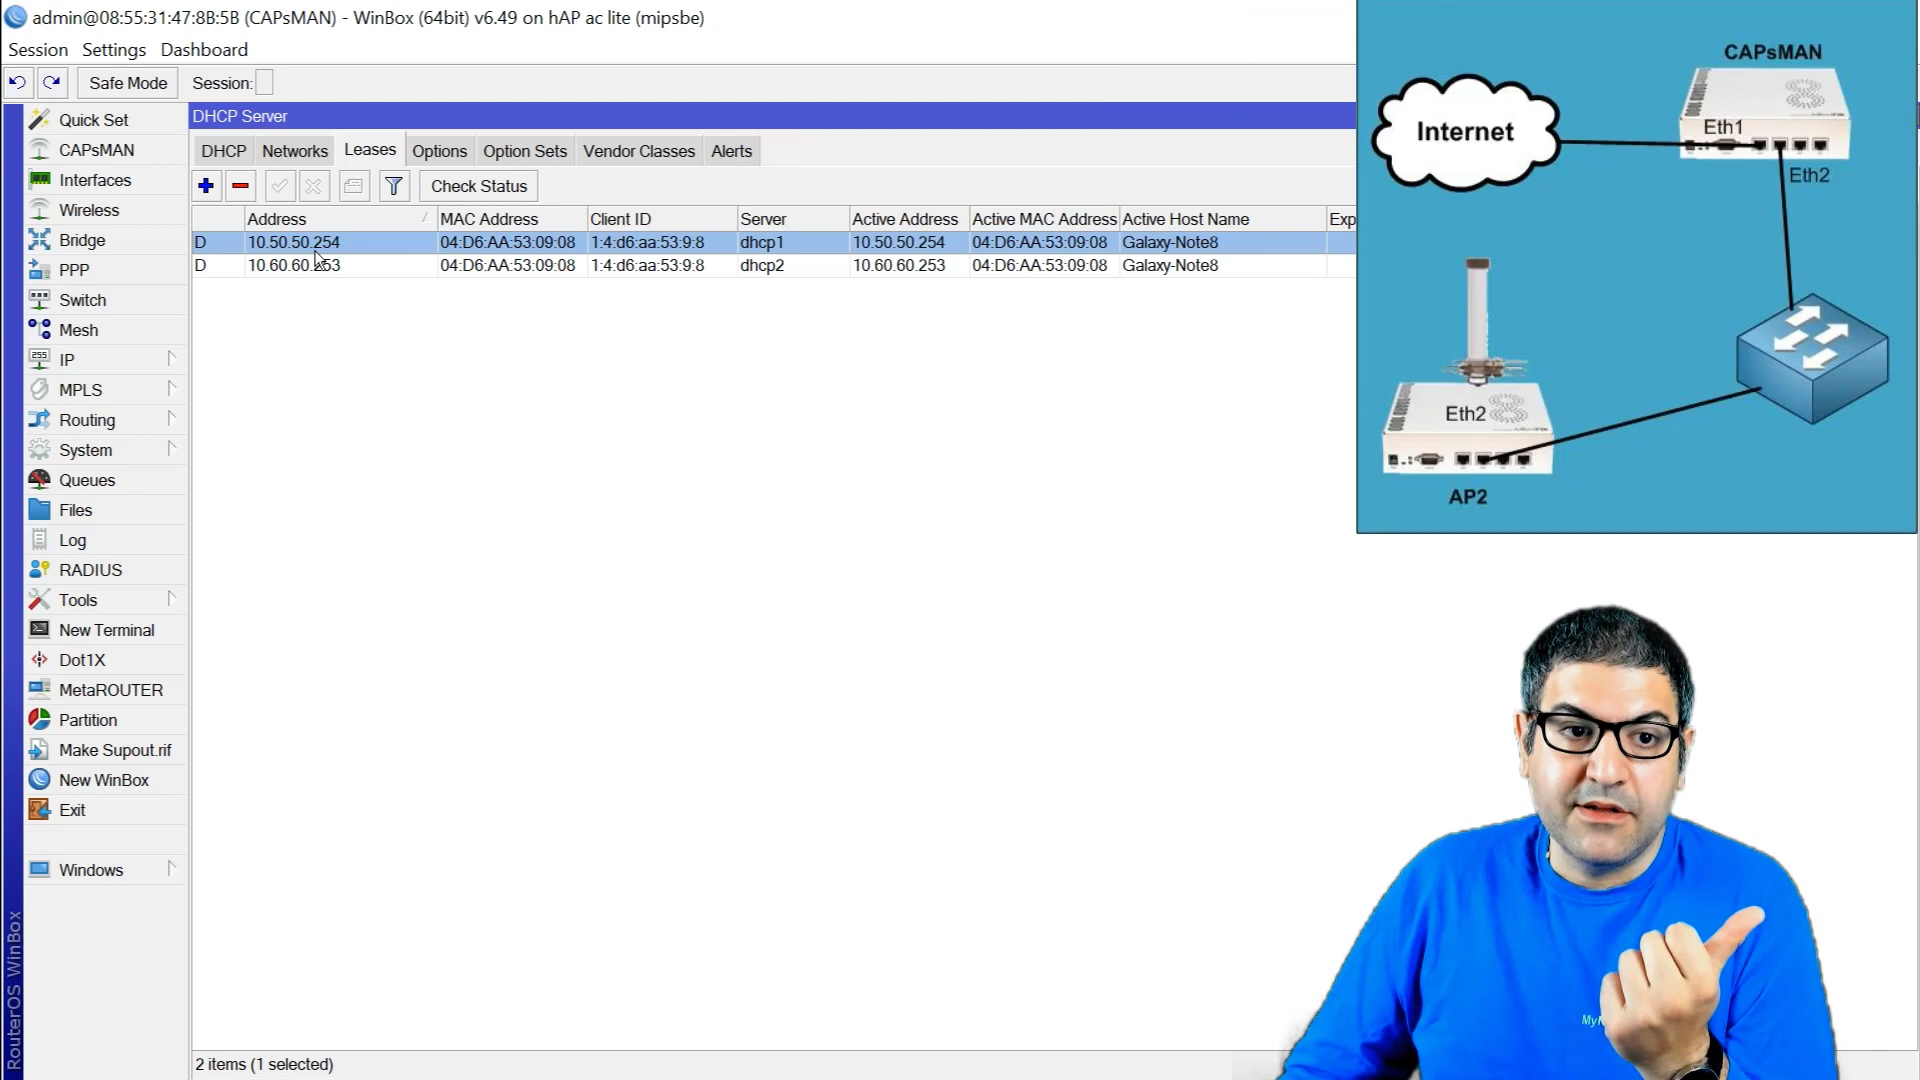 admin@08:55:31:47:8B:5B (CAPsMAN) - WinBox (64bit) v6.49 on hAP ac lite (mipsbe)
Session Settings Dashboard
Safe Mode Session:
Quick Set
CAPsMAN
Interfaces
Wireless
Bridge
PPP
Switch
Mesh
255 IP
MPLS
Routing
System
Queues
Files
Log
RADIUS
Tools
New Terminal
Dot1X
MetaROUTER
Partition
Make Supout.rif
New WinBox
Exit
Windows
RouterOS WinBox
DHCP Server
DHCP Networks Leases Options Option Sets Vendor Classes Alerts
Check Status
Address MAC Address Client ID Server Active Address Active MAC Address Active Host Name Exp
D 10.50.50.254 04:D6:AA:53:09:08 1:4:d6:aa:53:9:8 dhcp1 10.50.50.254 04:D6:AA:53:09:08 Galaxy-Note8
D 10.60.60.253 04:D6:AA:53:09:08 1:4:d6:aa:53:9:8 dhcp2 10.60.60.253 04:D6:AA:53:09:08 Galaxy-Note8
2 items (1 selected)
CAPsMAN
Internet
Eth1
Eth2
Eth2
AP2